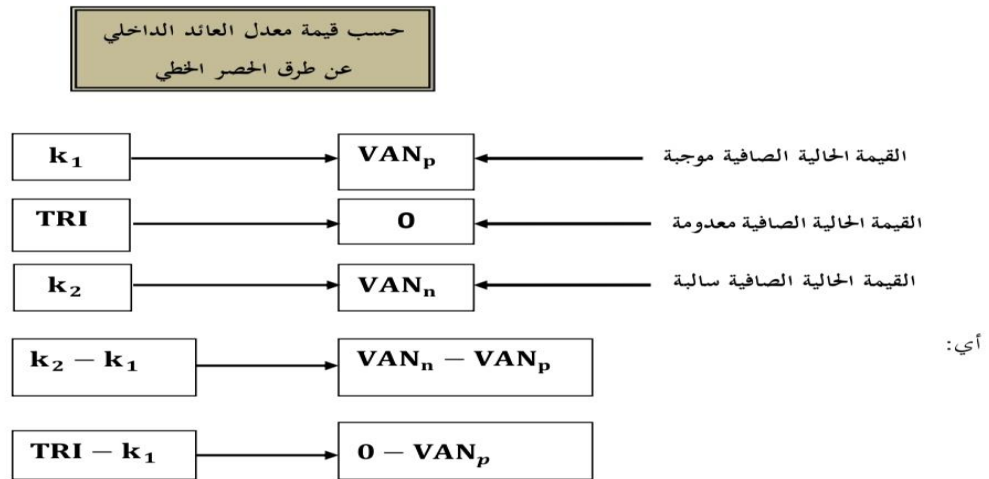 حسب قيمة معدل العائد الداخلي
عن طرق الحصر الخطي
k₁ VANₚ القيمة الحالية الصافية موجبة
TRI 0 القيمة الحالية الصافية معدومة
k₂ VANₙ القيمة الحالية الصافية سالبة
أي:
k₂ − k₁ VANₙ − VANₚ
TRI − k₁ 0 − VANₚ